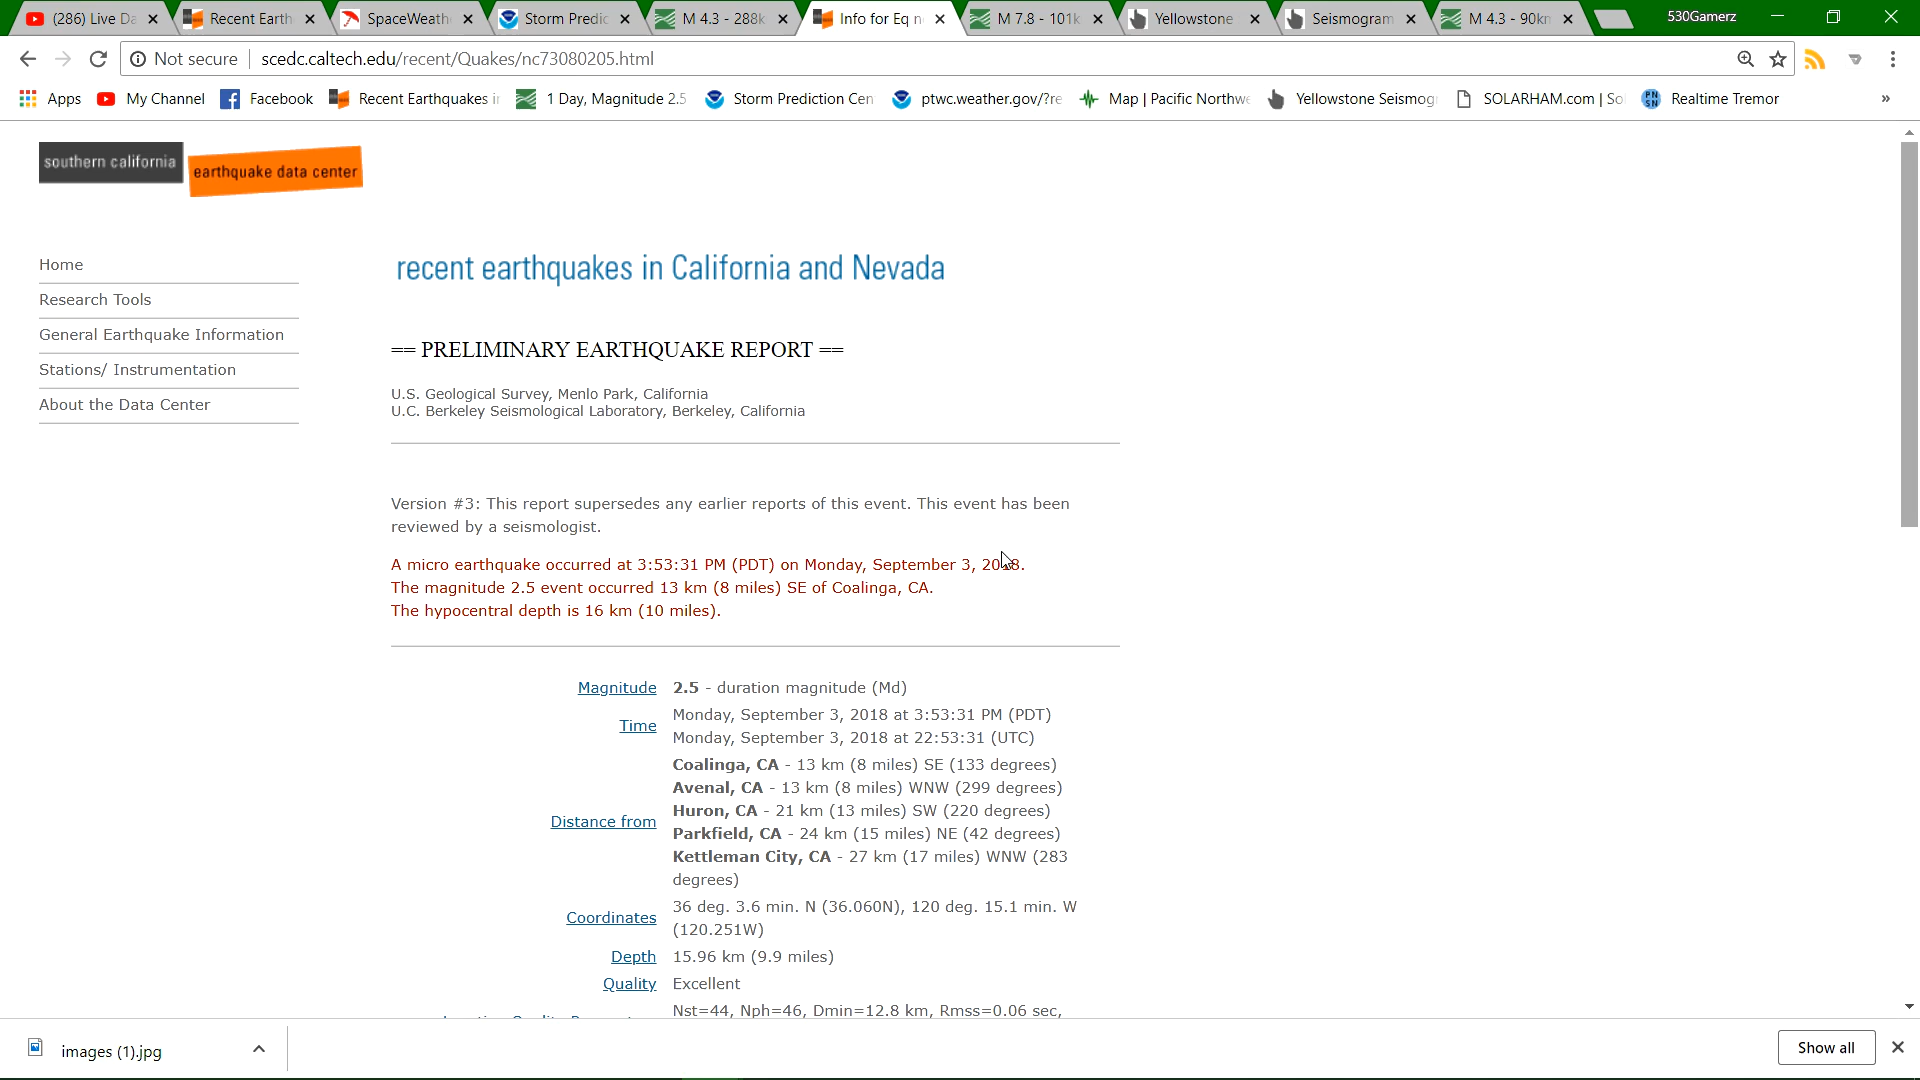 (286) Live Da
Recent Earth
SpaceWeath
Storm Predic
M 4.3 - 288k
Info for Eq n
M 7.8 - 101k
Yellowstone
Seismogram
M 4.3 - 90km
530Gamerz
Not secure
scedc.caltech.edu/recent/Quakes/nc73080205.html
Apps
My Channel
Facebook
Recent Earthquakes i
1 Day, Magnitude 2.5
Storm Prediction Cen
ptwc.weather.gov/?re
Map | Pacific Northwe
Yellowstone Seismog
SOLARHAM.com | So
PNSN
Realtime Tremor
»
southern california
earthquake data center
Home
Research Tools
General Earthquake Information
Stations/ Instrumentation
About the Data Center
recent earthquakes in California and Nevada
== PRELIMINARY EARTHQUAKE REPORT ==
U.S. Geological Survey, Menlo Park, California
U.C. Berkeley Seismological Laboratory, Berkeley, California
Version #3: This report supersedes any earlier reports of this event. This event has been
reviewed by a seismologist.
A micro earthquake occurred at 3:53:31 PM (PDT) on Monday, September 3, 2018.
The magnitude 2.5 event occurred 13 km (8 miles) SE of Coalinga, CA.
The hypocentral depth is 16 km (10 miles).
Magnitude 2.5 - duration magnitude (Md)
Time
Monday, September 3, 2018 at 3:53:31 PM (PDT)
Monday, September 3, 2018 at 22:53:31 (UTC)
Distance from
Coalinga, CA - 13 km (8 miles) SE (133 degrees)
Avenal, CA - 13 km (8 miles) WNW (299 degrees)
Huron, CA - 21 km (13 miles) SW (220 degrees)
Parkfield, CA - 24 km (15 miles) NE (42 degrees)
Kettleman City, CA - 27 km (17 miles) WNW (283
degrees)
Coordinates
36 deg. 3.6 min. N (36.060N), 120 deg. 15.1 min. W
(120.251W)
Depth 15.96 km (9.9 miles)
Quality Excellent
Nst=44, Nph=46, Dmin=12.8 km, Rmss=0.06 sec,
images (1).jpg
Show all